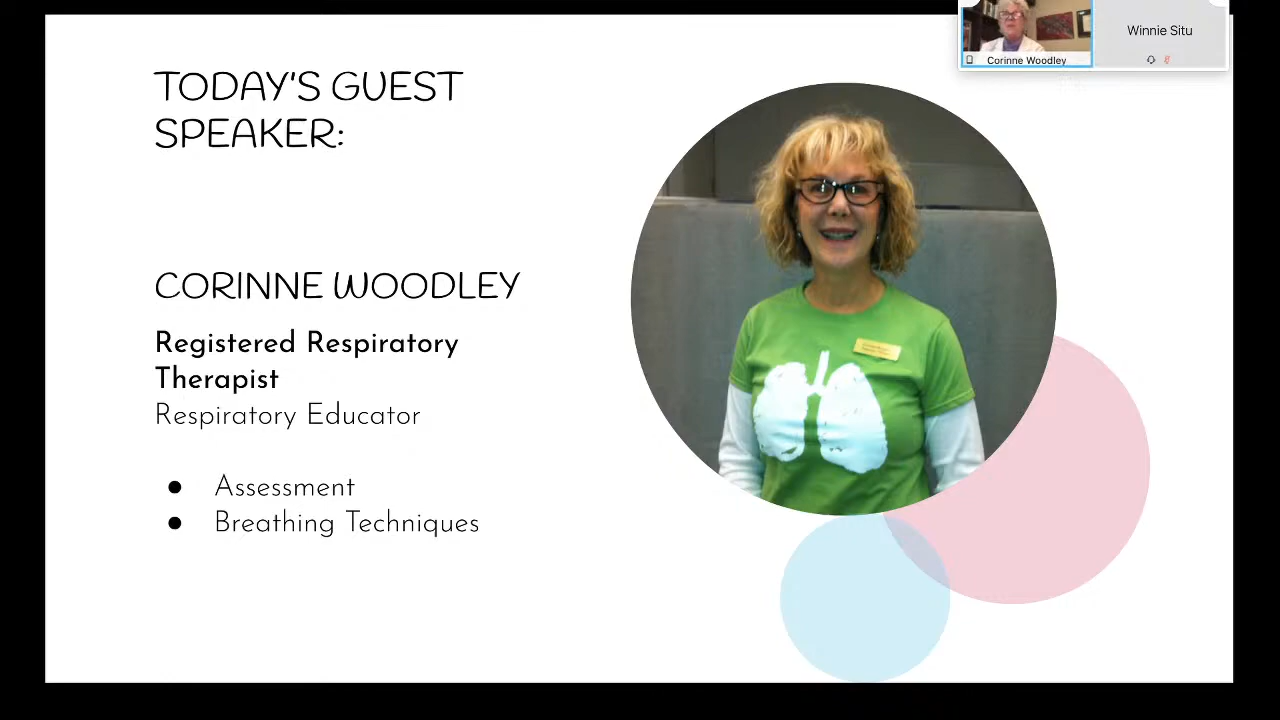 TODAY'S GUEST
SPEAKER:
CORINNE WOODLEY
Registered Respiratory
Therapist
Respiratory Educator
● Assessment
● Breathing Techniques
Corinne Woodley
Winnie Situ